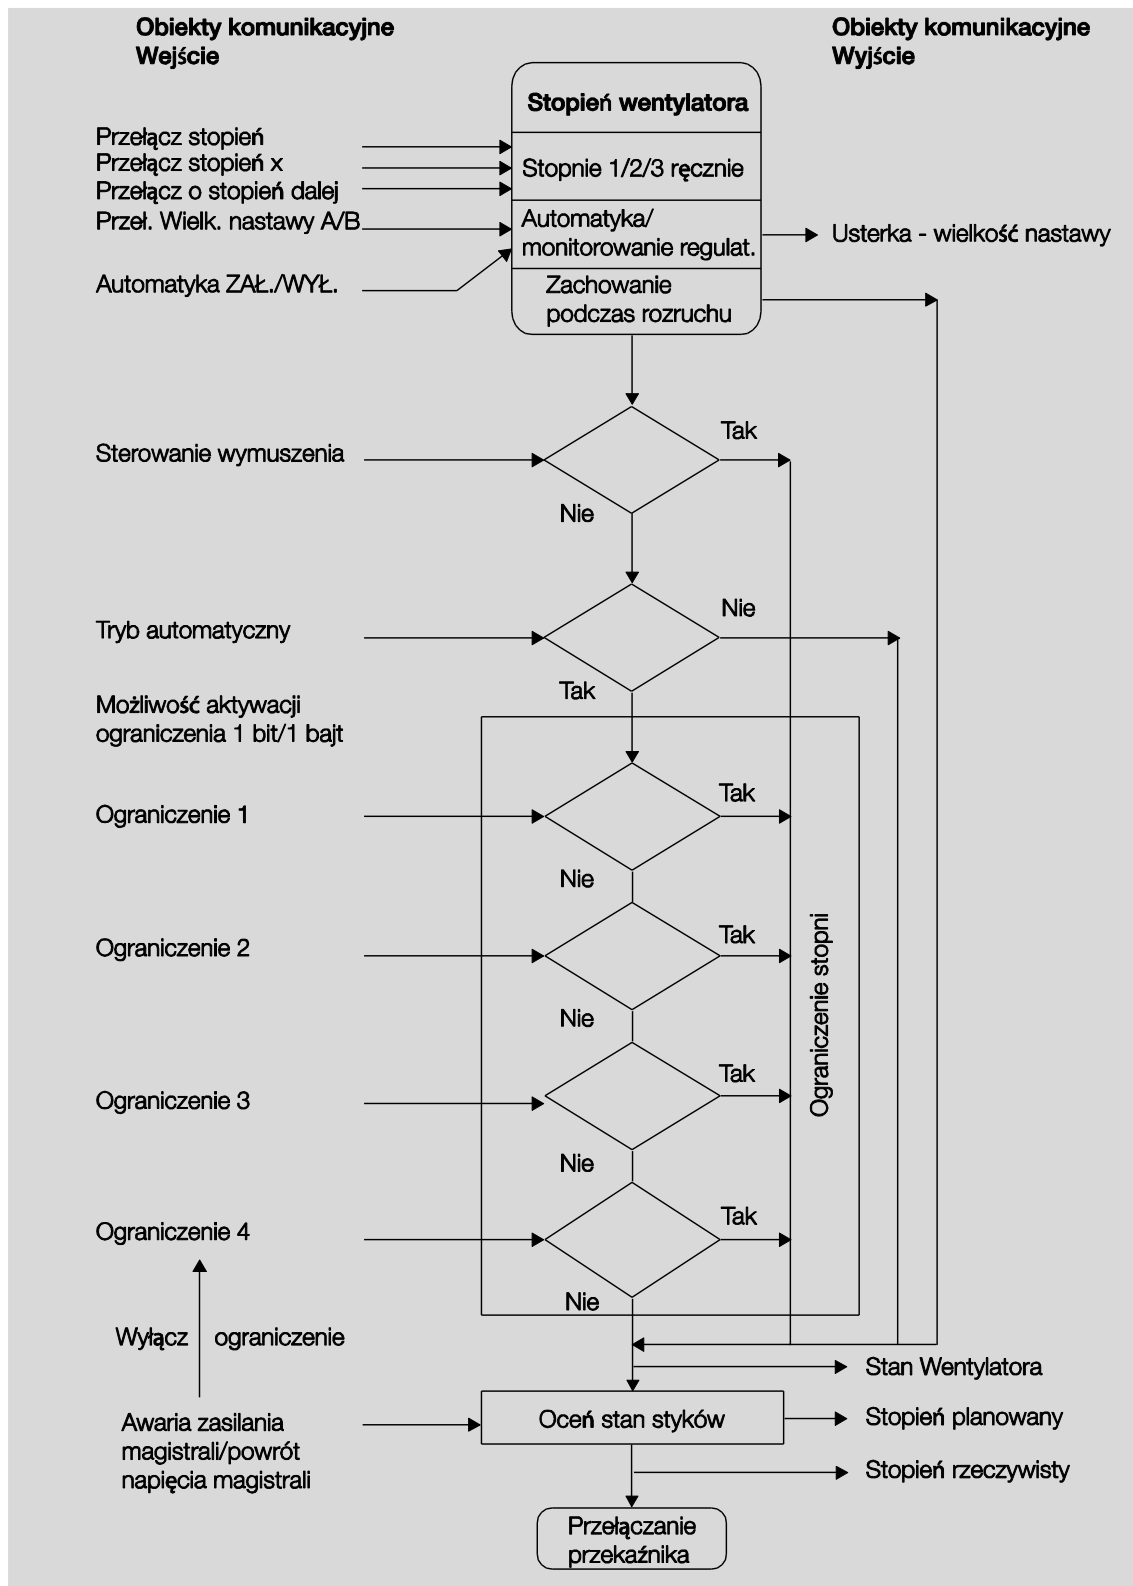 Obiekty komunikacyjne
Wejście
Obiekty komunikacyjne
Wyjście
Stopień wentylatora
Przełącz stopień
Przełącz stopień x
Przełącz o stopień dalej
Stopnie 1/2/3 ręcznie
Przeł. Wielk. nastawy A/B
Automatyka/
monitorowanie regulat.
Usterka - wielkość nastawy
Automatyka ZAŁ./WYŁ.
Zachowanie
podczas rozruchu
Tak
Sterowanie wymuszenia
Nie
Nie
Tryb automatyczny
Tak
Możliwość aktywacji
ograniczenia 1 bit/1 bajt
Tak
Ograniczenie 1
Nie
Tak
Ograniczenie 2
Nie
Ograniczenie stopni
Tak
Ograniczenie 3
Nie
Tak
Ograniczenie 4
Nie
Wyłącz ograniczenie
Stan Wentylatora
Awaria zasilania
magistrali/powrót
napięcia magistrali
Oceń stan styków
Stopień planowany
Stopień rzeczywisty
Przełączanie
przekaźnika